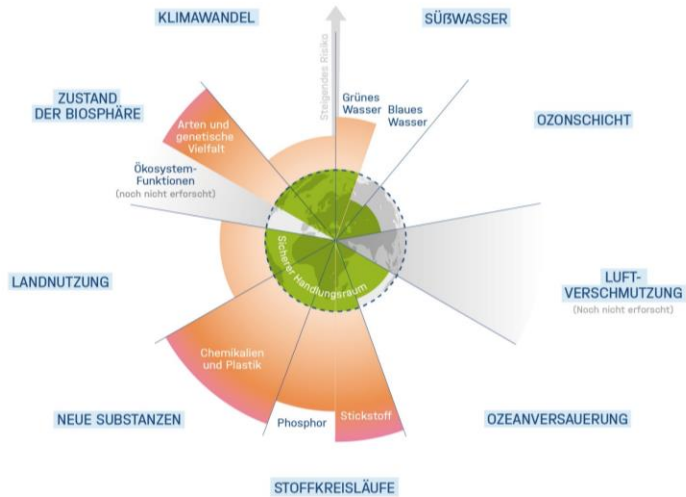 KLIMAWANDEL
SÜßWASSER
Steigendes Risiko
Grünes
Wasser
Blaues
Wasser
ZUSTAND
DER BIOSPHÄRE
OZONSCHICHT
Arten und
genetische
Vielfalt
Ökosystem-
Funktionen
(noch nicht erforscht)
Sicherer Handlungsraum
LANDNUTZUNG
LUFT-
VERSCHMUTZUNG
(Noch nicht erforscht)
Chemikalien
und Plastik
NEUE SUBSTANZEN
Phosphor
Stickstoff
OZEANVERSAUERUNG
STOFFKREISLÄUFE